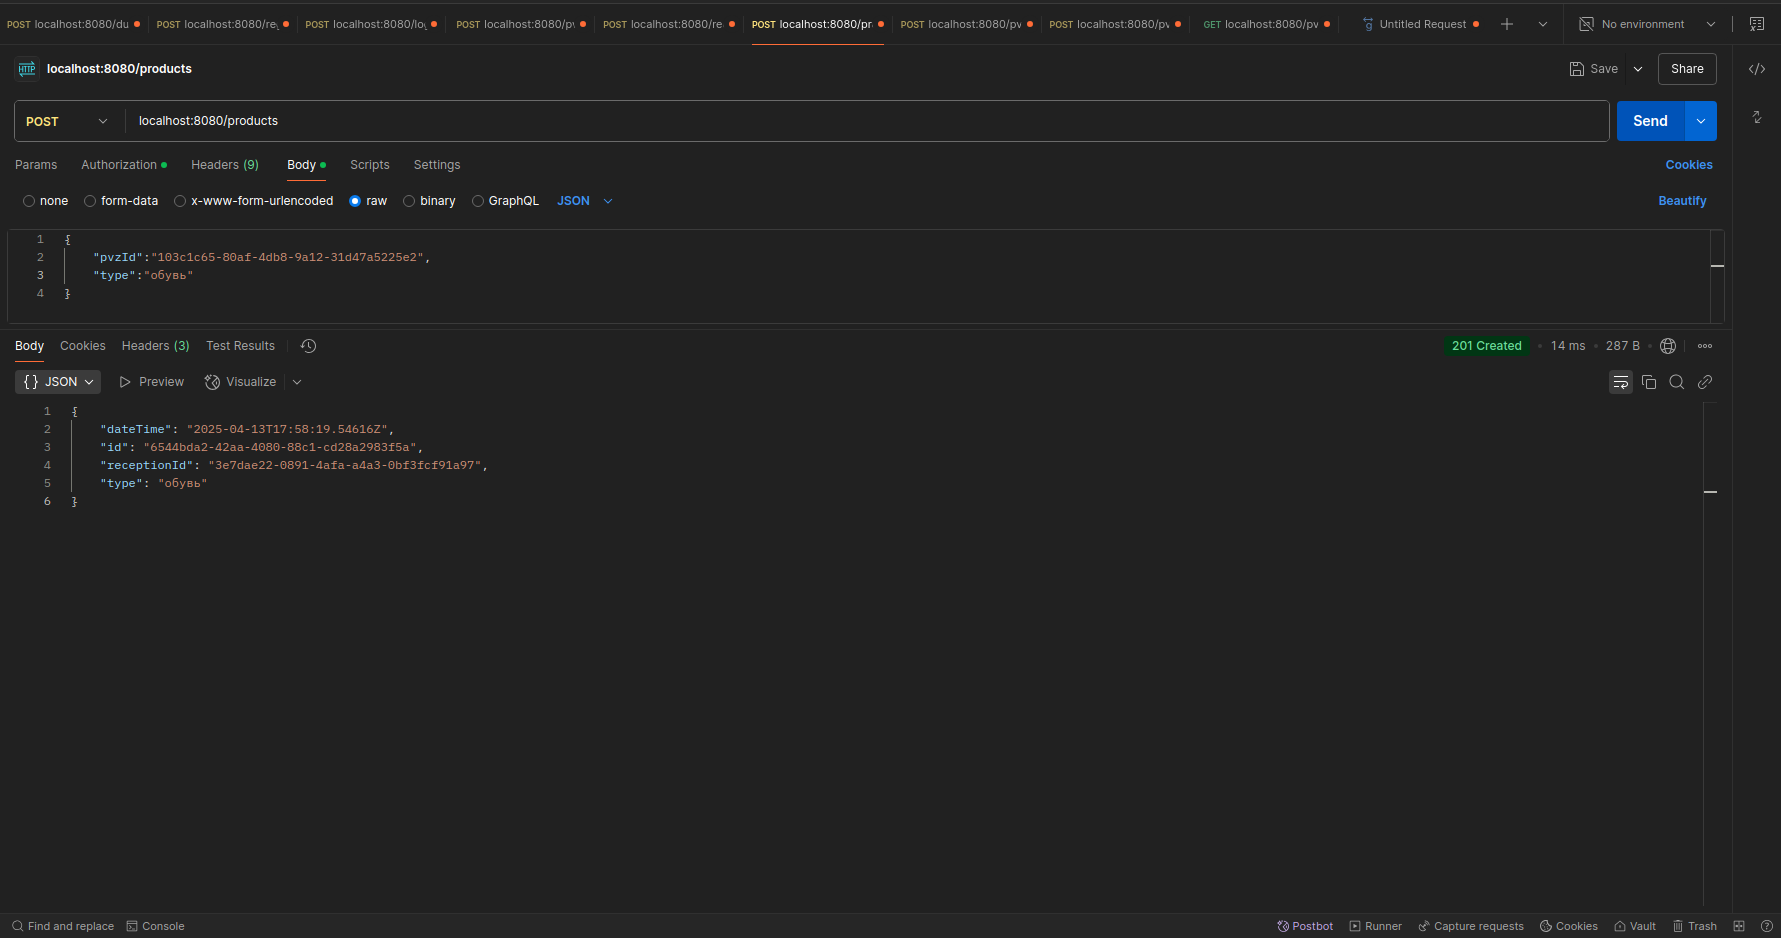 POST localhost:8080/du POST localhost:8080/re POST localhost:8080/lo POST localhost:8080/pv POST localhost:8080/re POST localhost:8080/pr POST localhost:8080/pv POST localhost:8080/pv GET localhost:8080/pv Untitled Request No environment
HTTP localhost:8080/products Save Share
POST localhost:8080/products Send
Params Authorization Headers (9) Body Scripts Settings Cookies
none form-data x-www-form-urlencoded raw binary GraphQL JSON Beautify
1 {
2 "pvzId":"103c1c65-80af-4db8-9a12-31d47a5225e2",
3 "type":"обувь"
4 }
Body Cookies Headers (3) Test Results 201 Created 14 ms 287 B
{} JSON Preview Visualize
1 {
2 "dateTime": "2025-04-13T17:58:19.54616Z",
3 "id": "6544bda2-42aa-4080-88c1-cd28a2983f5a",
4 "receptionId": "3e7dae22-0891-4afa-a4a3-0bf3fcf91a97",
5 "type": "обувь"
6 }
Find and replace Console Postbot Runner Capture requests Cookies Vault Trash